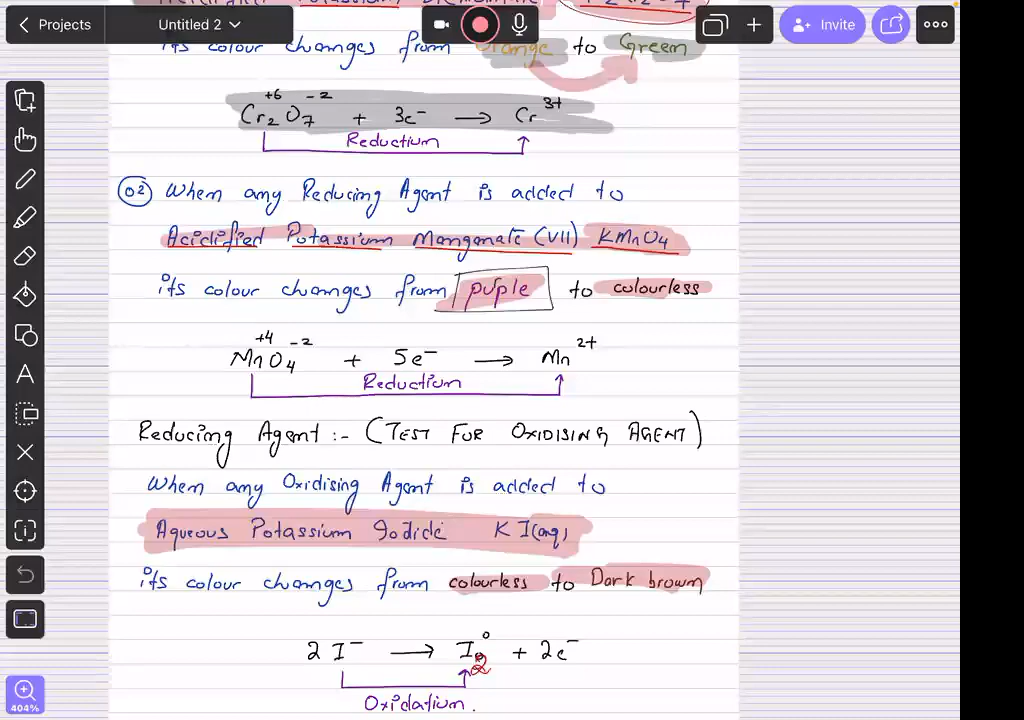 Projects
Untitled 2
Invite
its colour changes from Orange to Green
+6 -2
Cr2O7 + 3e⁻ → Cr 3+
Reduction
02 When any Reducing Agent is added to
Acidified Potassium Manganate (VII) KMnO4
its colour changes from puple to colourless
+4 -2
MnO4 + 5e⁻ → Mn 2+
Reduction
Reducing Agent :- (TEST FOR OXIDISING AGENT)
When any Oxidising Agent is added to
Aqueous Potassium Iodide KI(aq)
its colour changes from colourless to Dark brown
2I⁻ → I2⁰ + 2e⁻
Oxidation.
404%